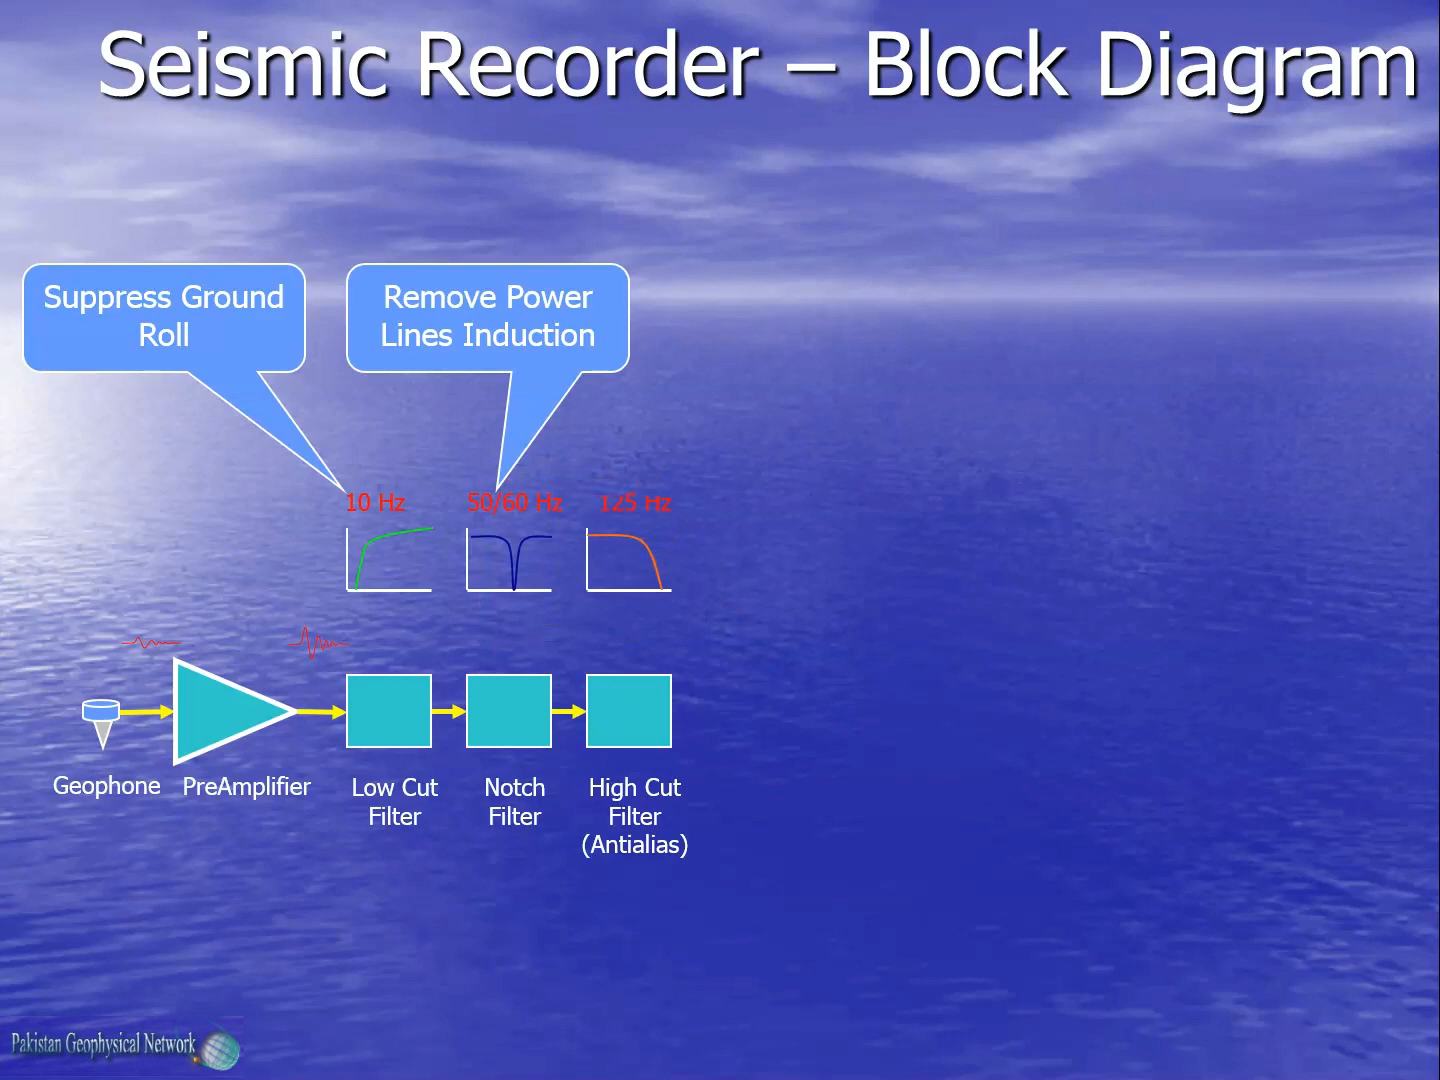 Seismic Recorder – Block Diagram
Suppress Ground
Roll
Remove Power
Lines Induction
10 Hz
50/60 Hz
125 Hz
Geophone
PreAmplifier
Low Cut
Filter
Notch
Filter
High Cut
Filter
(Antialias)
Pakistan Geophysical Network